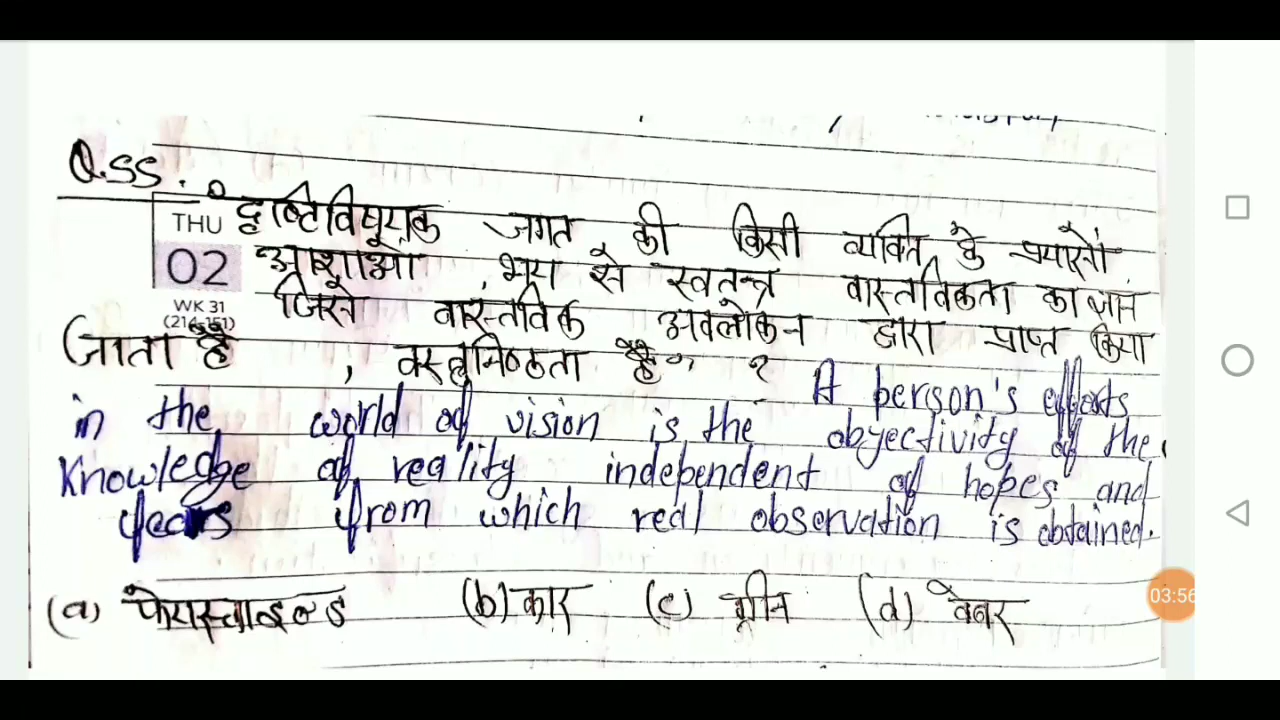 Q.55.
THU दृष्टिविषयक जगत की किसी व्यक्ति के प्रयासों
02 आशाओं भय से स्वतन्त्र वास्तविकता का ज्ञान
WK 31
(214-151) जिसे वास्तविक अवलोकन द्वारा प्राप्त किया
जाता है , वस्तुनिष्ठता है" ?
A person's efforts
in the world of vision is the objectivity of the
Knowledge of reality independent of hopes and
fears from which real observation is obtained.
(a) (b) कार (c) ग्रीन (d) वेबर
03:56